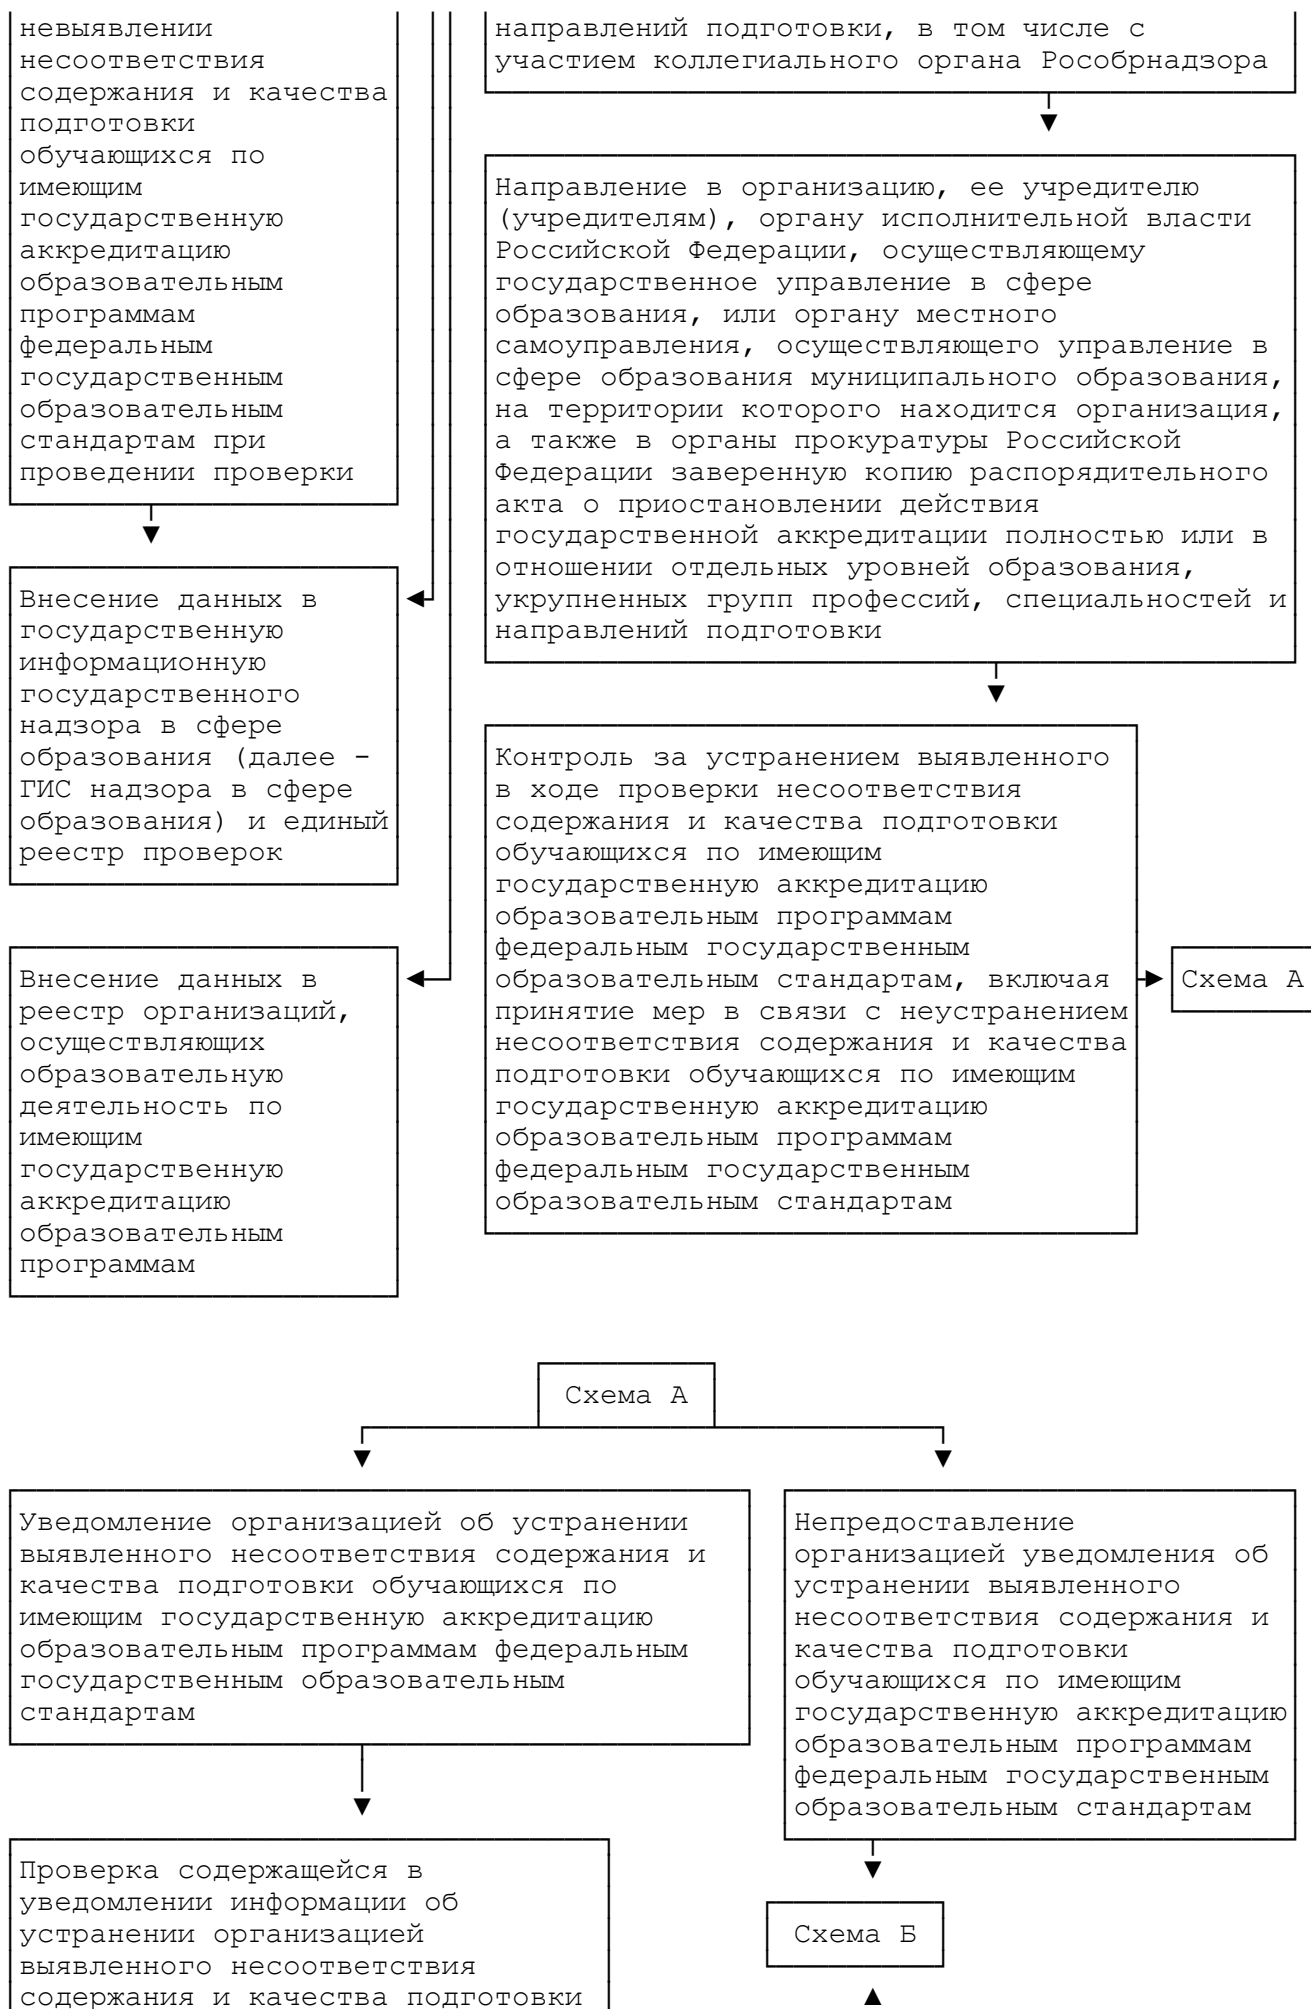 невыявлении
несоответствия
содержания и качества
подготовки
обучающихся по
имеющим
государственную
аккредитацию
образовательным
программам
федеральным
государственным
образовательным
стандартам при
проведении проверки
Внесение данных в
государственную
информационную
государственного
надзора в сфере
образования (далее -
ГИС надзора в сфере
образования) и единый
реестр проверок
Внесение данных в
реестр организаций,
осуществляющих
образовательную
деятельность по
имеющим
государственную
аккредитацию
образовательным
программам
направлений подготовки, в том числе с
участием коллегиального органа Рособрнадзора
Направление в организацию, ее учредителю
(учредителям), органу исполнительной власти
Российской Федерации, осуществляющему
государственное управление в сфере
образования, или органу местного
самоуправления, осуществляющего управление в
сфере образования муниципального образования,
на территории которого находится организация,
а также в органы прокуратуры Российской
Федерации заверенную копию распорядительного
акта о приостановлении действия
государственной аккредитации полностью или в
отношении отдельных уровней образования,
укрупненных групп профессий, специальностей и
направлений подготовки
Контроль за устранением выявленного
в ходе проверки несоответствия
содержания и качества подготовки
обучающихся по имеющим
государственную аккредитацию
образовательным программам
федеральным государственным
образовательным стандартам, включая
принятие мер в связи с неустранением
несоответствия содержания и качества
подготовки обучающихся по имеющим
государственную аккредитацию
образовательным программам
федеральным государственным
образовательным стандартам
Схема А
Схема А
Уведомление организацией об устранении
выявленного несоответствия содержания и
качества подготовки обучающихся по
имеющим государственную аккредитацию
образовательным программам федеральным
государственным образовательным
стандартам
Непредоставление
организацией уведомления об
устранении выявленного
несоответствия содержания и
качества подготовки
обучающихся по имеющим
государственную аккредитацию
образовательным программам
федеральным государственным
образовательным стандартам
Проверка содержащейся в
уведомлении информации об
устранении организацией
выявленного несоответствия
содержания и качества подготовки
Схема Б